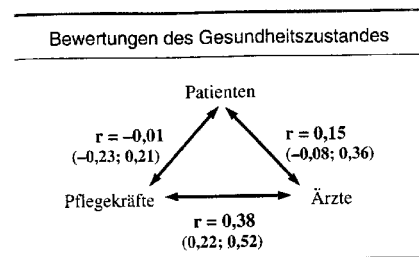 Bewertungen des Gesundheitszustandes
Patienten
r = –0,01
(–0,23; 0,21)
r = 0,15
(–0,08; 0,36)
Pflegekräfte
Ärzte
r = 0,38
(0,22; 0,52)